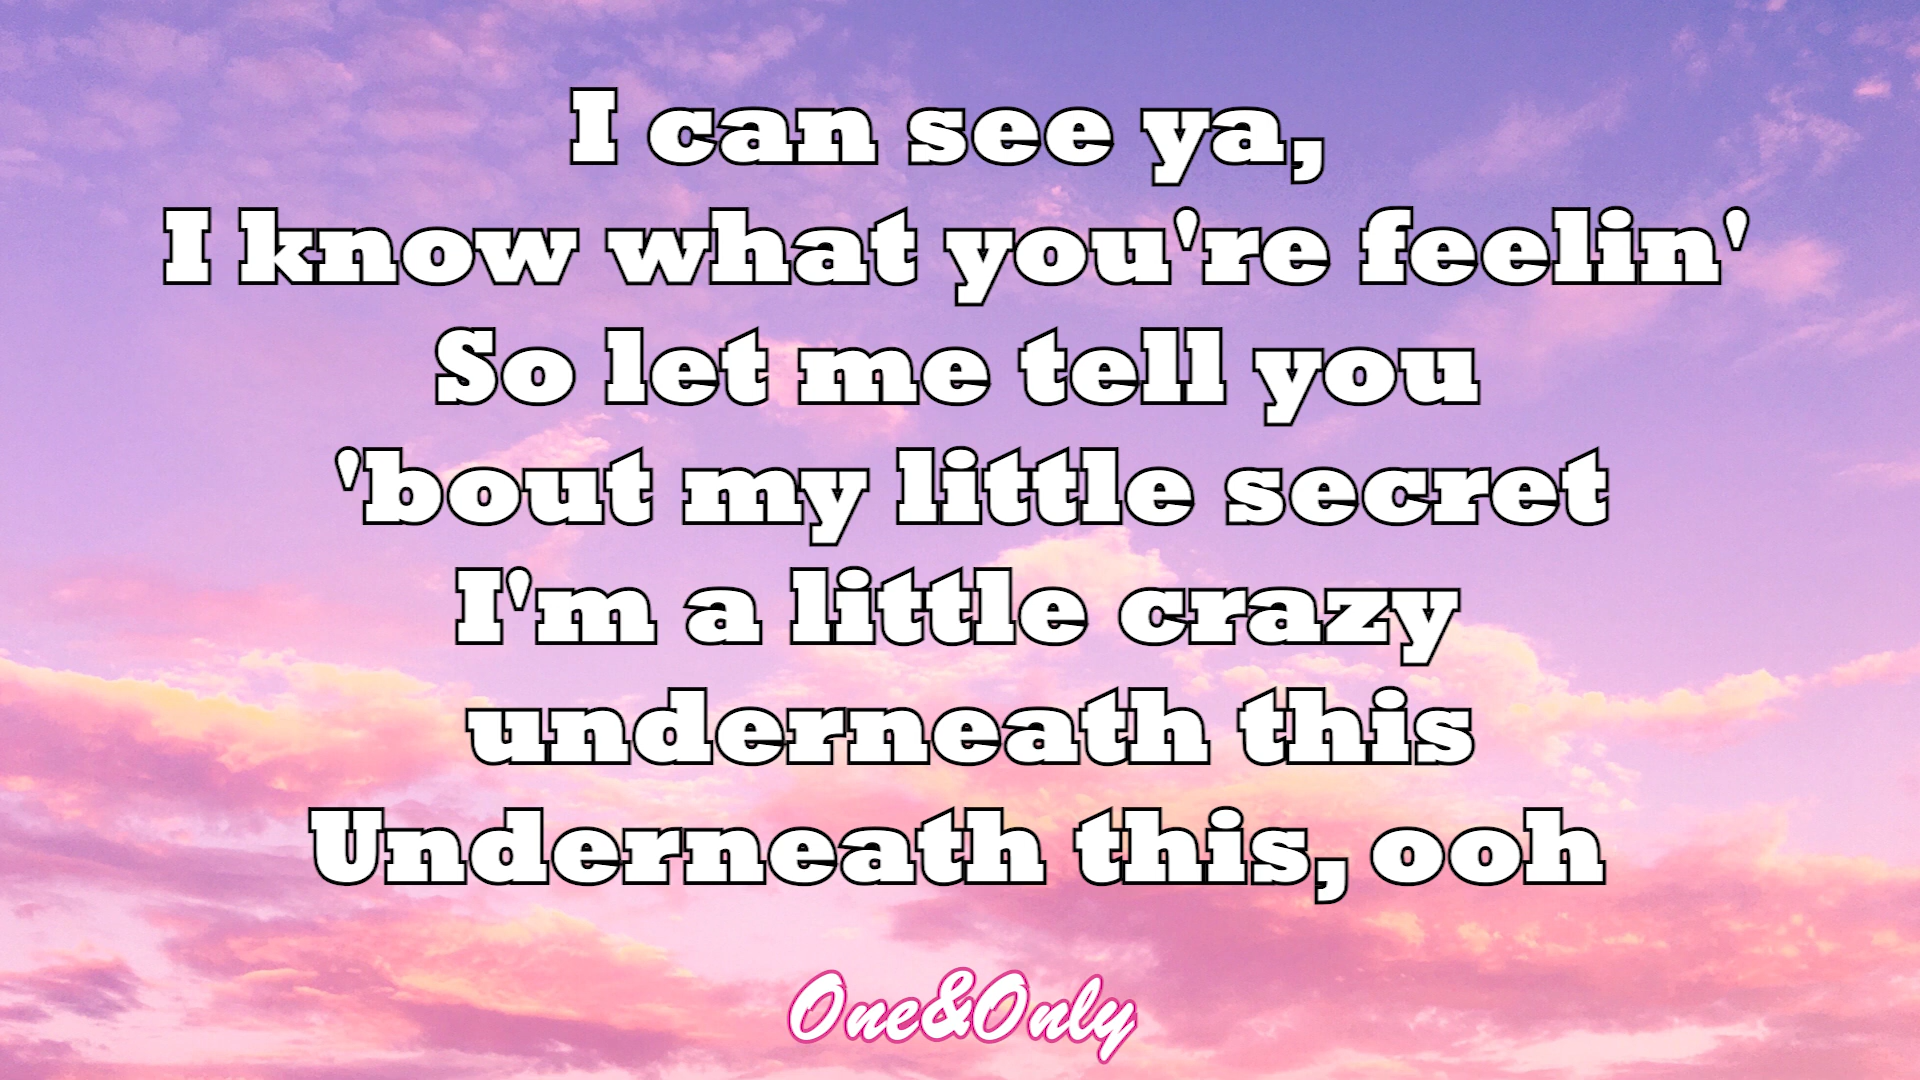 I can see ya,
I know what you're feelin'
So let me tell you
'bout my little secret
I'm a little crazy
underneath this
Underneath this, ooh
One&Only